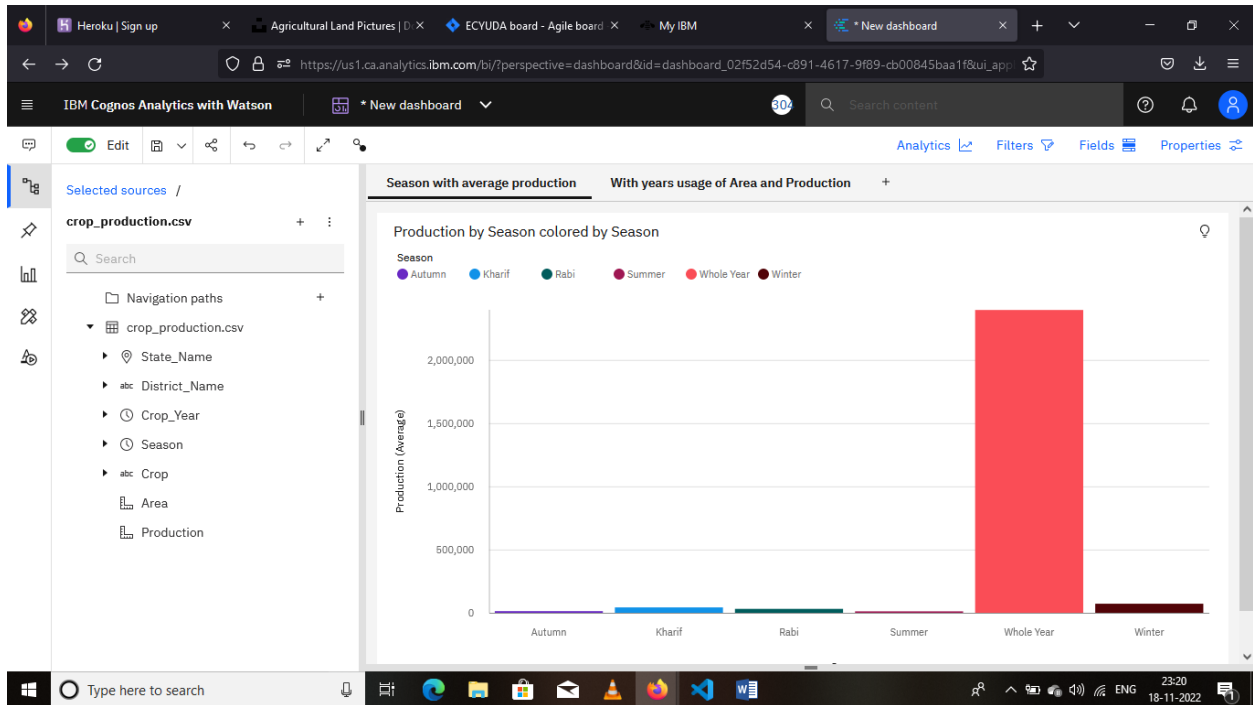 Heroku | Sign up
Agricultural Land Pictures | D
ECYUDA board - Agile board
My IBM
* New dashboard
https://us1.ca.analytics.ibm.com/bi/?perspective=dashboard&id=dashboard_02f52d54-c891-4617-9f89-cb00845baa1f&ui_app
IBM Cognos Analytics with Watson
* New dashboard
304
Search content
Edit
Analytics
Filters
Fields
Properties
Selected sources /
Season with average production
With years usage of Area and Production
crop_production.csv
Search
Navigation paths
crop_production.csv
abc
State_Name
abc District_Name
Crop_Year
Season
abc Crop
Area
Production
Production by Season colored by Season
Season
Autumn Kharif Rabi Summer Whole Year Winter
Production (Average)
2,000,000
1,500,000
1,000,000
500,000
0
Autumn Kharif Rabi Summer Whole Year Winter
Type here to search
ENG
23:20
18-11-2022
1